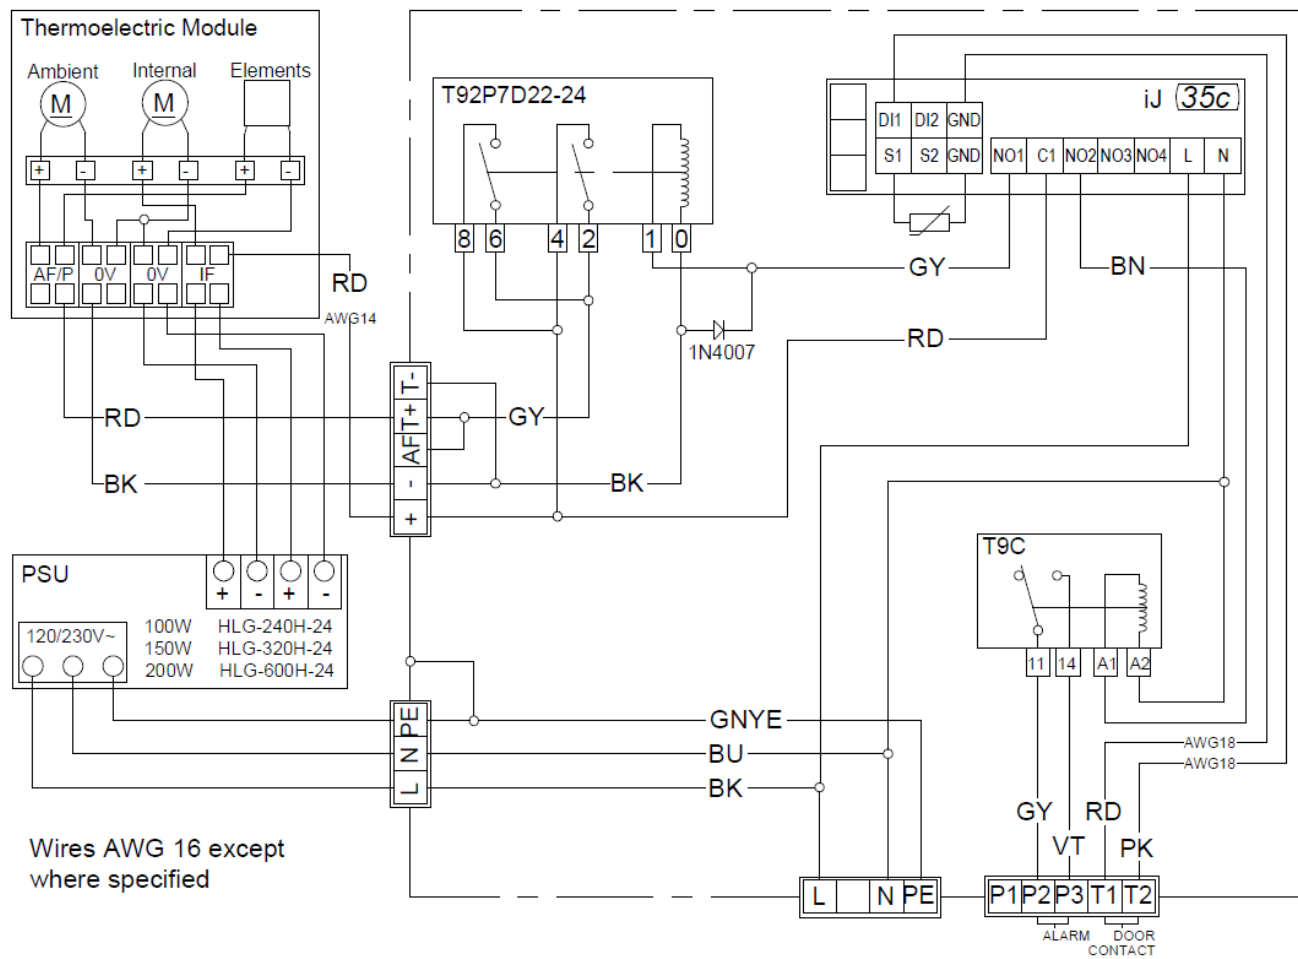 Thermoelectric Module
Ambient Internal Elements
M M
+ - + - + -
AF/P 0V 0V IF
RD
AWG14
T92P7D22-24
8 6 4 2 1 0
iJ 35c
DI1 DI2 GND
S1 S2 GND NO1 C1 NO2 NO3 NO4 L N
GY BN
1N4007
RD
T-
T+
AF
-
+
RD GY
BK BK
PSU
+ - + -
120/230V~
100W HLG-240H-24
150W HLG-320H-24
200W HLG-600H-24
T9C
11 14 A1 A2
PE
N
L
GNYE
BU
BK
AWG18
AWG18
GY RD
VT PK
Wires AWG 16 except
where specified
L N PE
P1 P2 P3 T1 T2
ALARM DOOR
CONTACT